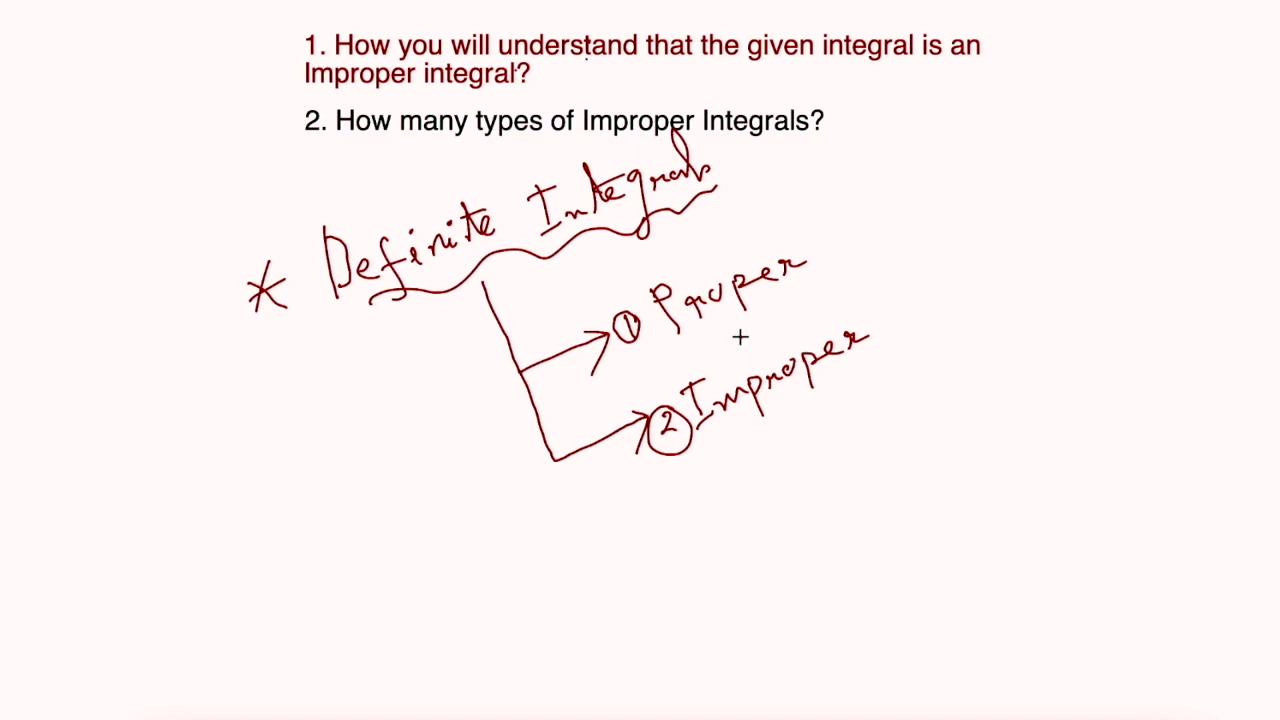 1. How you will understand that the given integral is an
Improper integral?
2. How many types of Improper Integrals?
* Definite Integrals
① Proper
② Improper